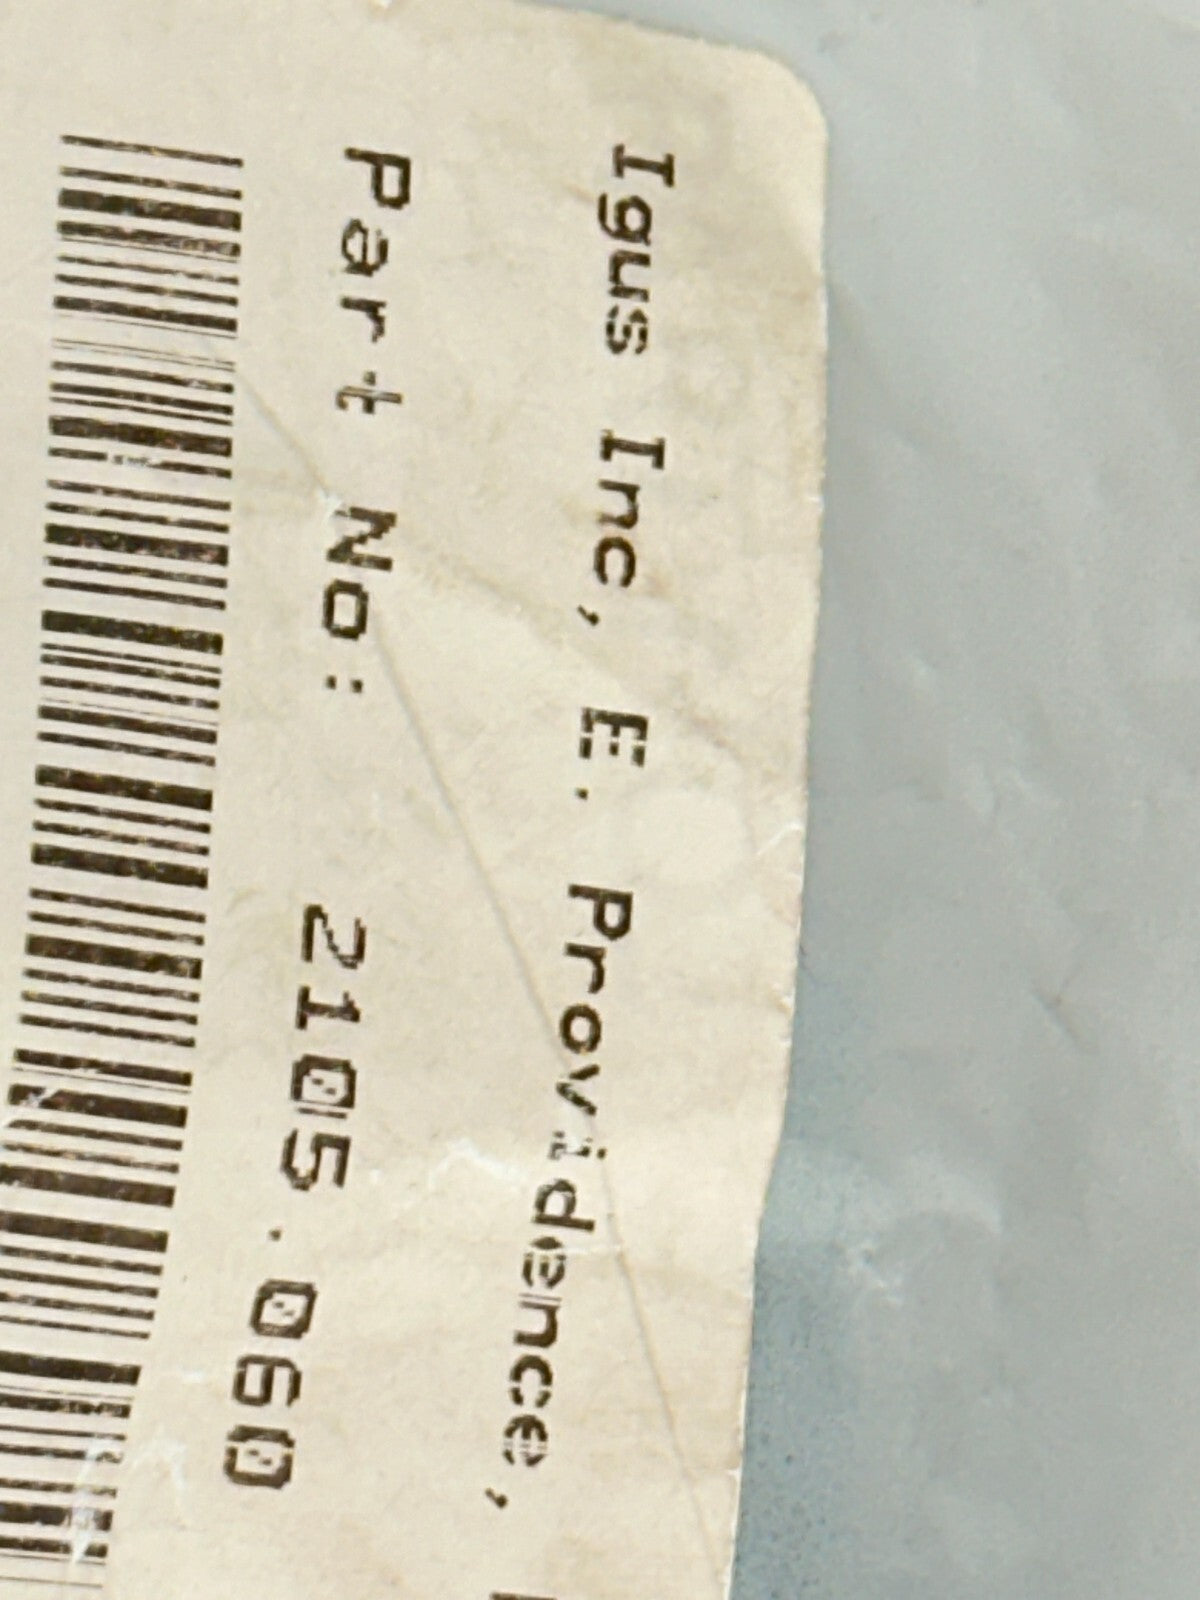 Igus Inc, E. Providence,
Part No: 2105.060